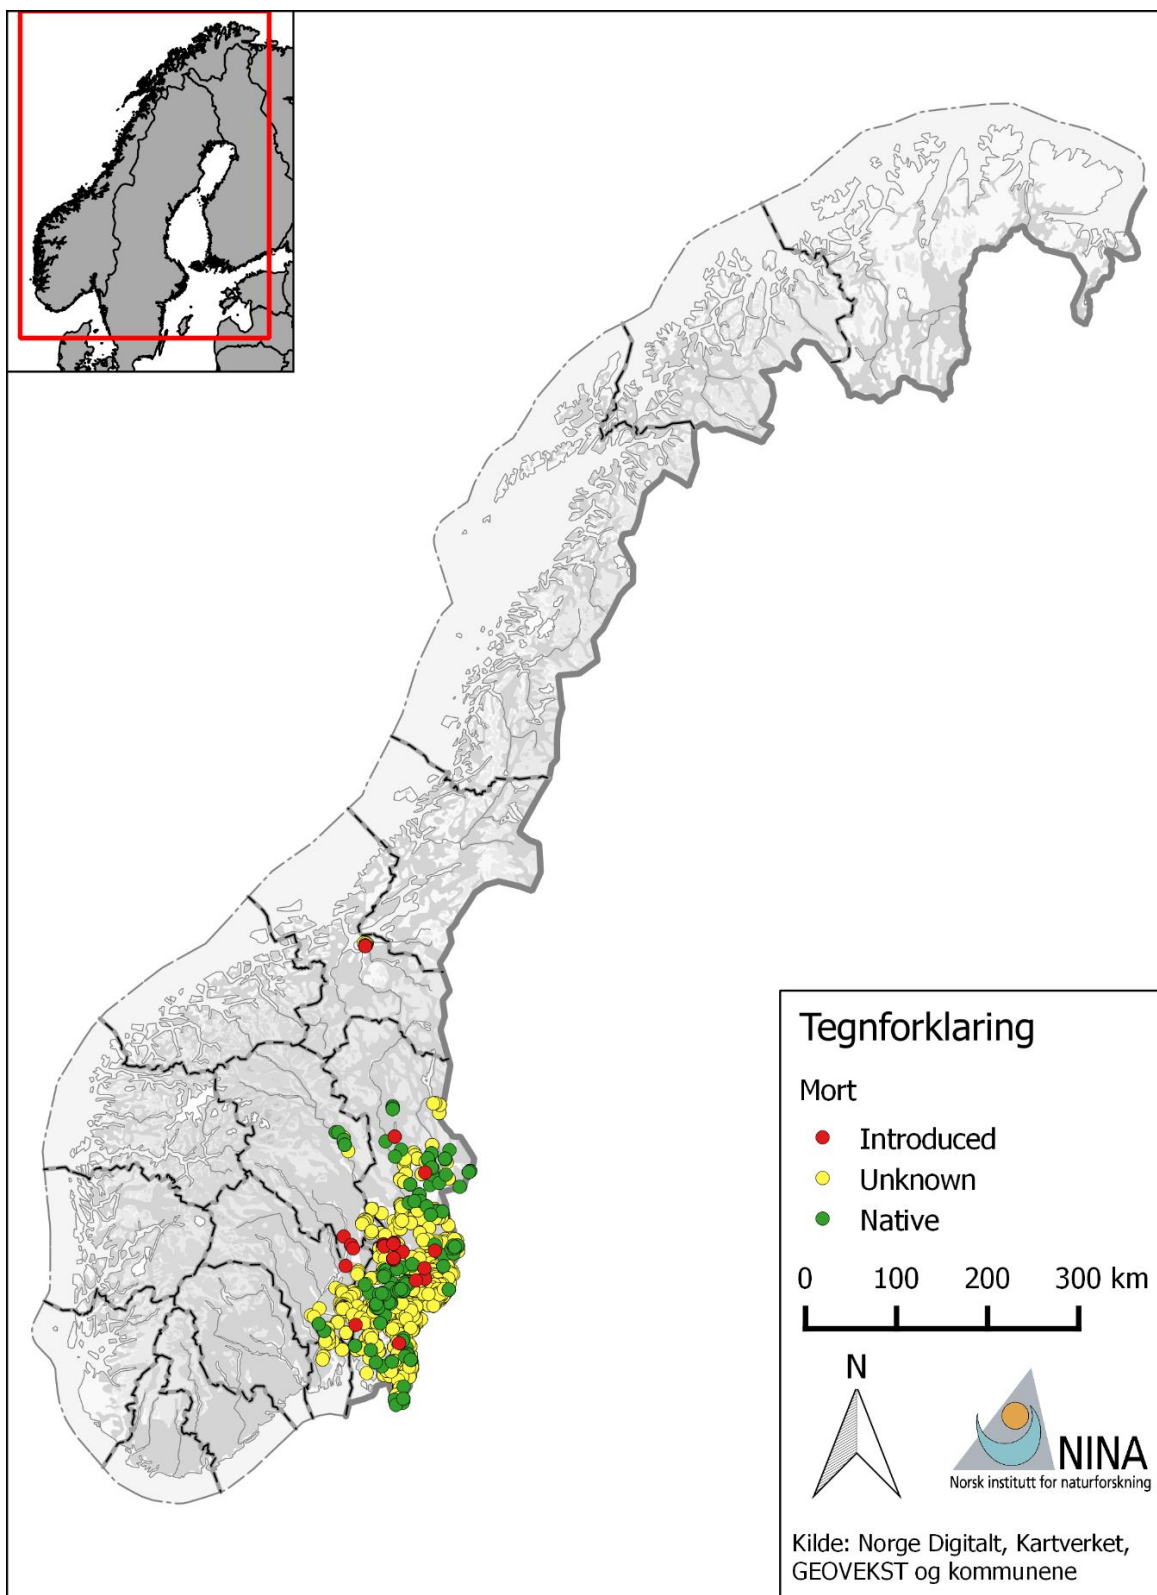 Tegnforklaring
Mort
Introduced
Unknown
Native
0 100 200 300 km
N
NINA
Norsk institutt for naturforskning
Kilde: Norge Digitalt, Kartverket,
GEOVEKST og kommunene